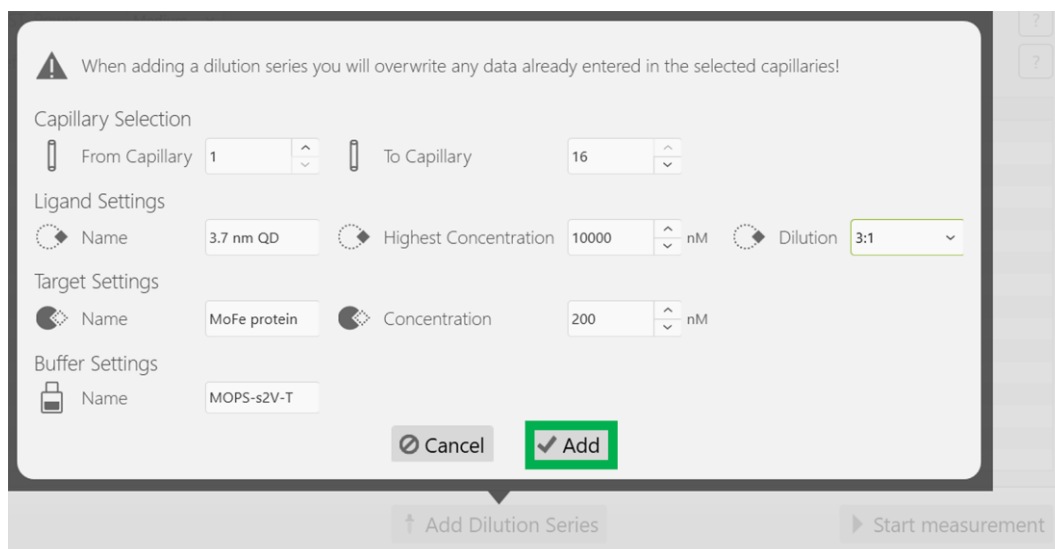 When adding a dilution series you will overwrite any data already entered in the selected capillaries!
Capillary Selection
From Capillary 1 To Capillary 16
Ligand Settings
Name 3.7 nm QD Highest Concentration 10000 nM Dilution 3:1
Target Settings
Name MoFe protein Concentration 200 nM
Buffer Settings
Name MOPS-s2V-T
Cancel Add
Add Dilution Series Start measurement
?
?